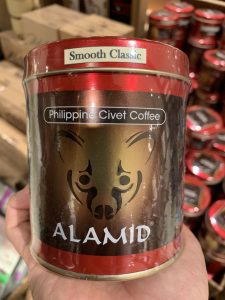 Smooth Classic
Philippine Civet Coffee
ALAMID